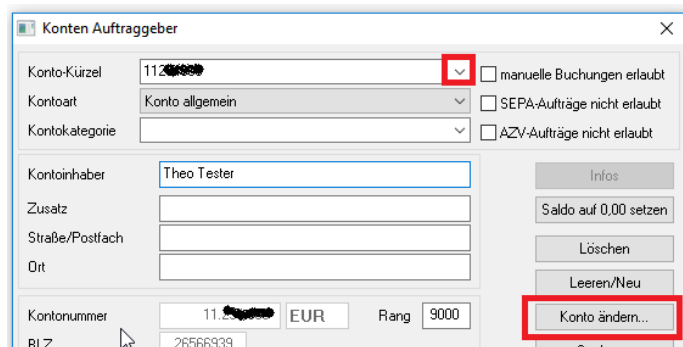 Konten Auftraggeber
Konto-Kürzel 112 manuelle Buchungen erlaubt
Kontoart Konto allgemein SEPA-Aufträge nicht erlaubt
Kontokategorie AZV-Aufträge nicht erlaubt
Kontoinhaber Theo Tester Infos
Zusatz Saldo auf 0,00 setzen
Straße/Postfach
Löschen
Ort
Leeren/Neu
Kontonummer 11. EUR Rang 9000 Konto ändern...
BLZ 26566939